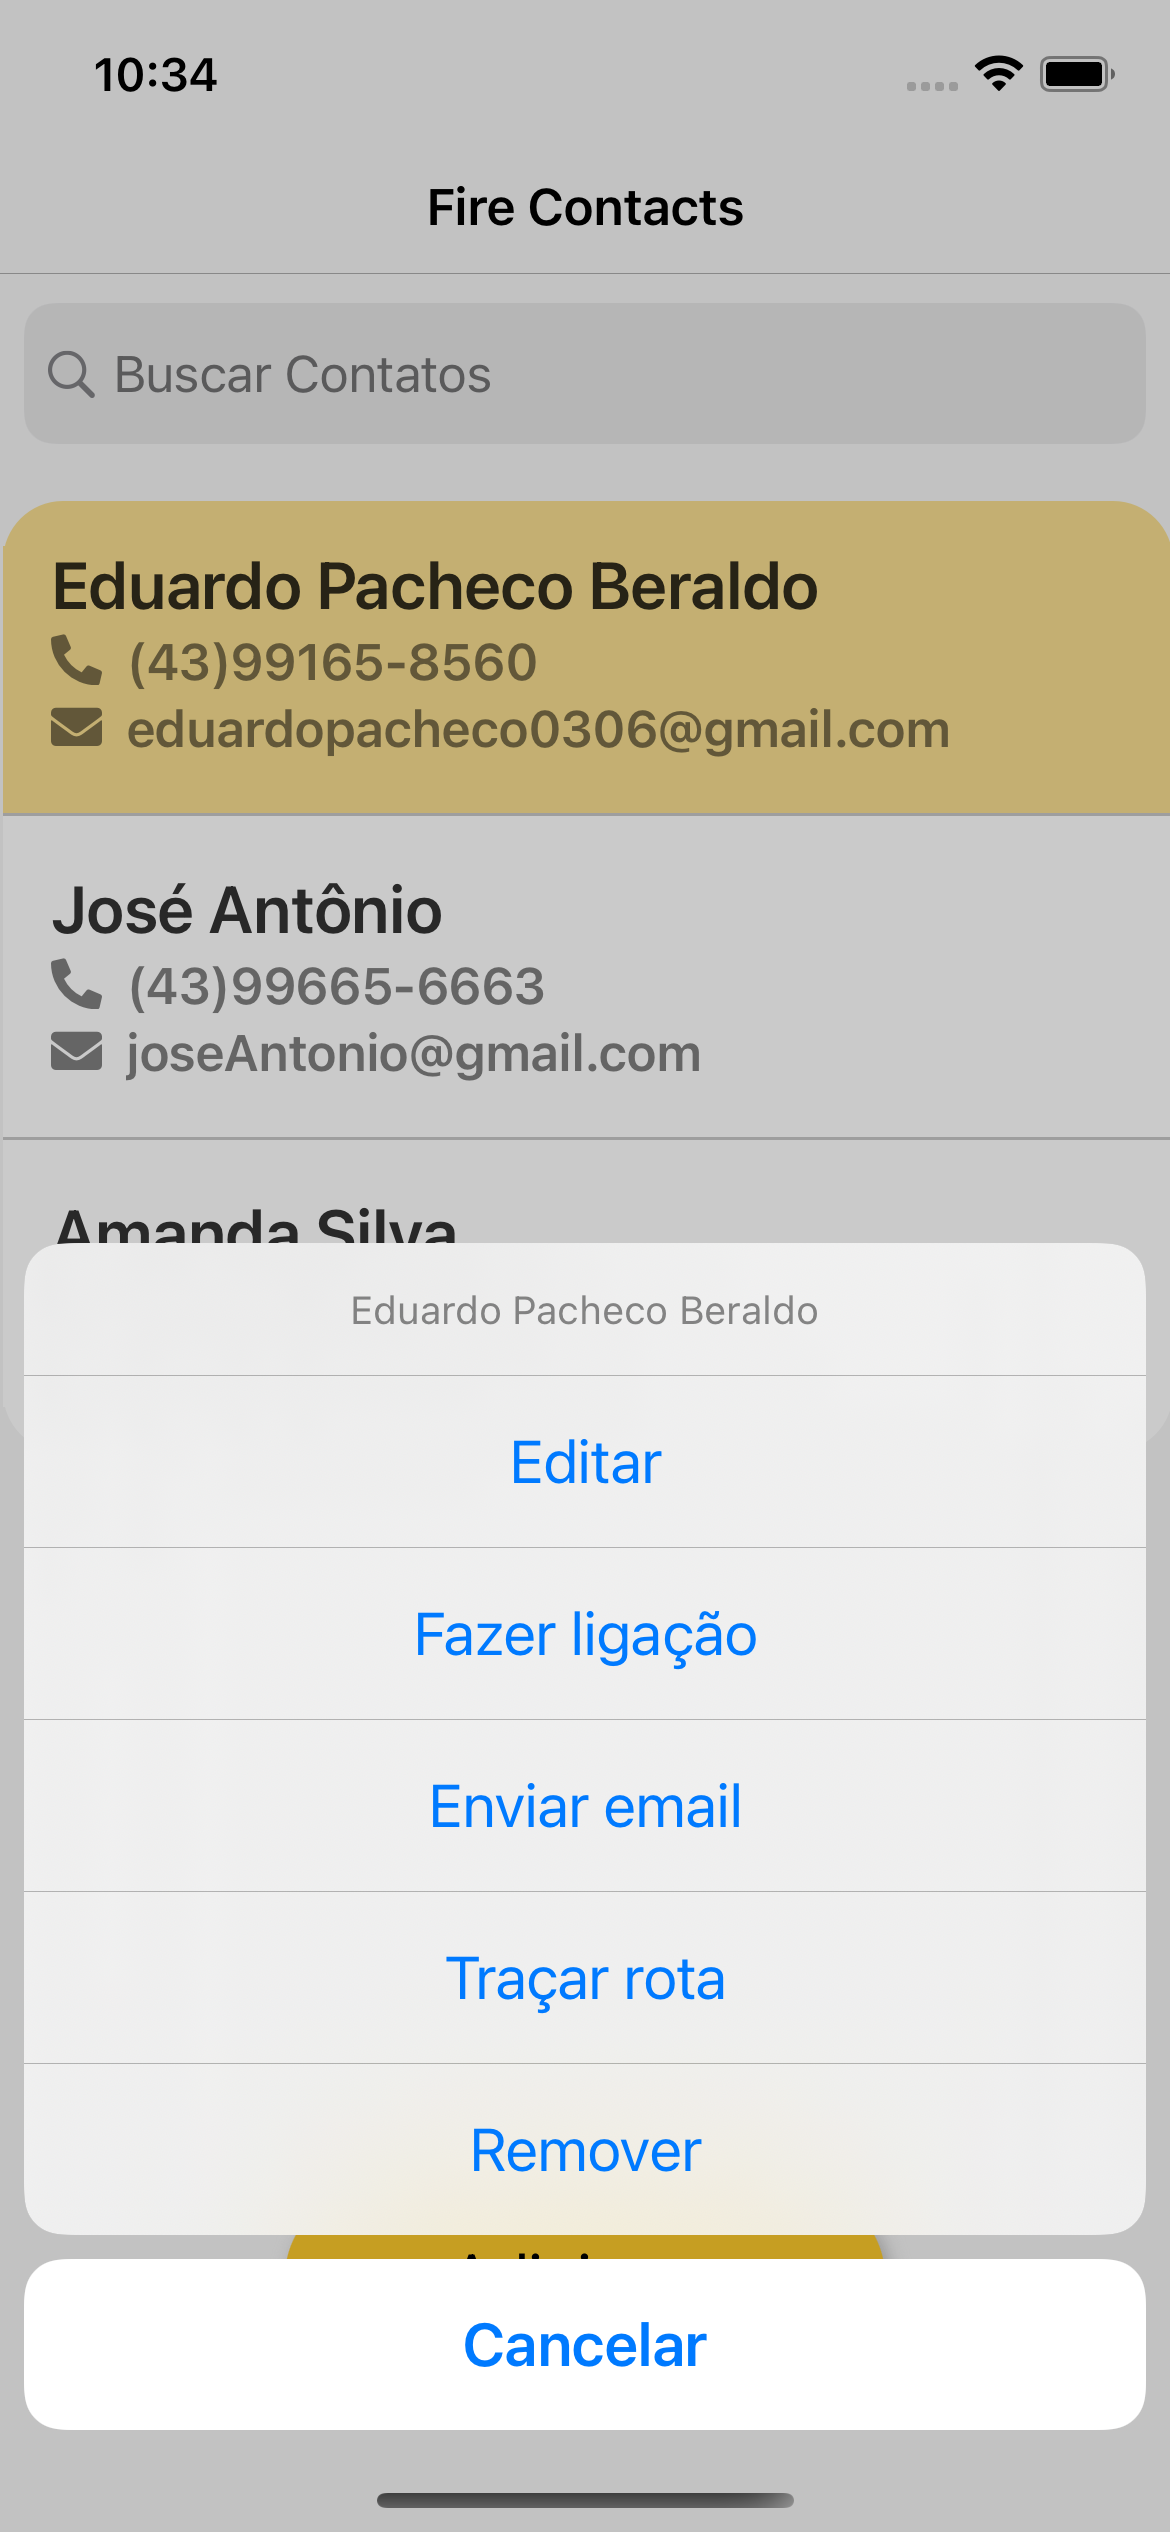 10:34
Fire Contacts
Buscar Contatos
Eduardo Pacheco Beraldo
(43)99165-8560
eduardopacheco0306@gmail.com
José Antônio
(43)99665-6663
joseAntonio@gmail.com
Amanda Silva
Eduardo Pacheco Beraldo
Editar
Fazer ligação
Enviar email
Traçar rota
Remover
Cancelar